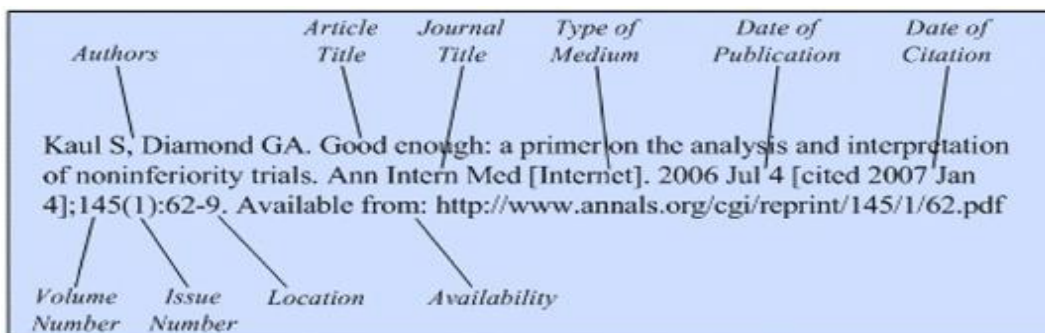 Article Journal Type of Date of Date of
Authors Title Title Medium Publication Citation
Kaul S, Diamond GA. Good enough: a primer on the analysis and interpretation
of noninferiority trials. Ann Intern Med [Internet]. 2006 Jul 4 [cited 2007 Jan
4];145(1):62-9. Available from: http://www.annals.org/cgi/reprint/145/1/62.pdf
Volume Issue Location Availability
Number Number